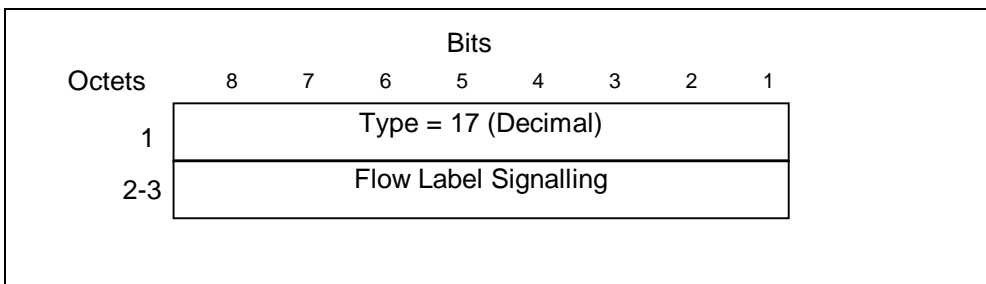 Bits
Octets 8 7 6 5 4 3 2 1
1 Type = 17 (Decimal)
2-3 Flow Label Signalling